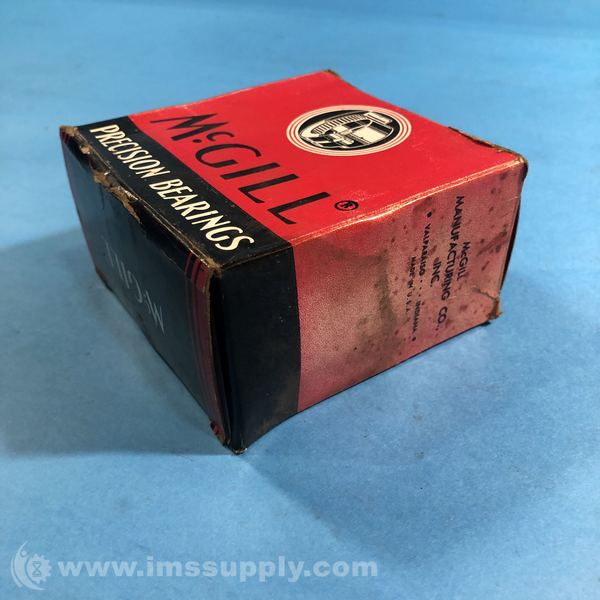 McGILL®
PRECISION BEARINGS
McGILL
McGILL
MANUFACTURING CO.,
INC.
• VALPARAISO . . . INDIANA •
MADE IN U.S.A.
www.imssupply.com